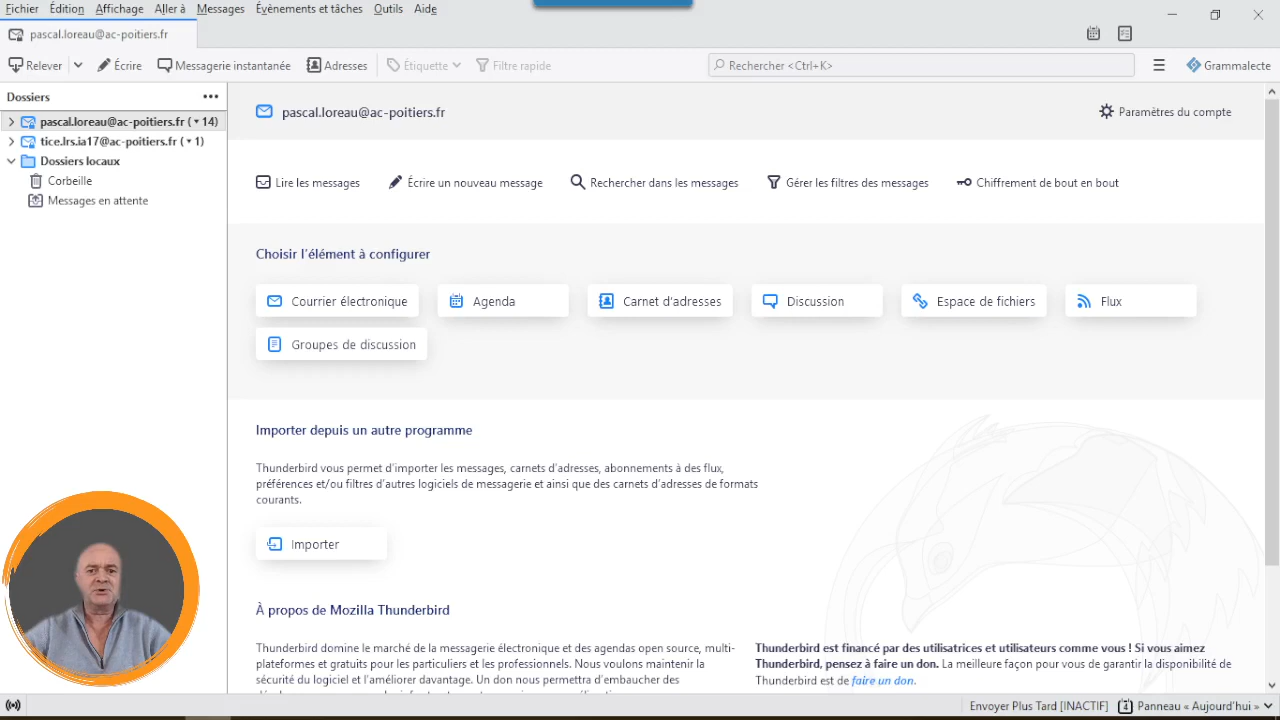 Fichier Édition Affichage Aller à Messages Évènements et tâches Outils Aide
pascal.loreau@ac-poitiers.fr
Relever Écrire Messagerie instantanée Adresses Étiquette Filtre rapide Rechercher <Ctrl+K> Grammalecte
Dossiers
pascal.loreau@ac-poitiers.fr (▾ 14)
tice.lrs.ia17@ac-poitiers.fr (▾ 1)
Dossiers locaux
Corbeille
Messages en attente
pascal.loreau@ac-poitiers.fr Paramètres du compte
Lire les messages Écrire un nouveau message Rechercher dans les messages Gérer les filtres des messages Chiffrement de bout en bout
Choisir l'élément à configurer
Courrier électronique Agenda Carnet d'adresses Discussion Espace de fichiers Flux
Groupes de discussion
Importer depuis un autre programme
Thunderbird vous permet d'importer les messages, carnets d'adresses, abonnements à des flux,
préférences et/ou filtres d'autres logiciels de messagerie et ainsi que des carnets d'adresses de formats
courants.
Importer
À propos de Mozilla Thunderbird
Thunderbird domine le marché de la messagerie électronique et des agendas open source, multi-
plateformes et gratuits pour les particuliers et les professionnels. Nous voulons maintenir la
sécurité du logiciel et l'améliorer davantage. Un don nous permettra d'embaucher des
Thunderbird est financé par des utilisatrices et utilisateurs comme vous ! Si vous aimez
Thunderbird, pensez à faire un don. La meilleure façon pour vous de garantir la disponibilité de
Thunderbird est de faire un don.
Envoyer Plus Tard [INACTIF] Panneau « Aujourd'hui »